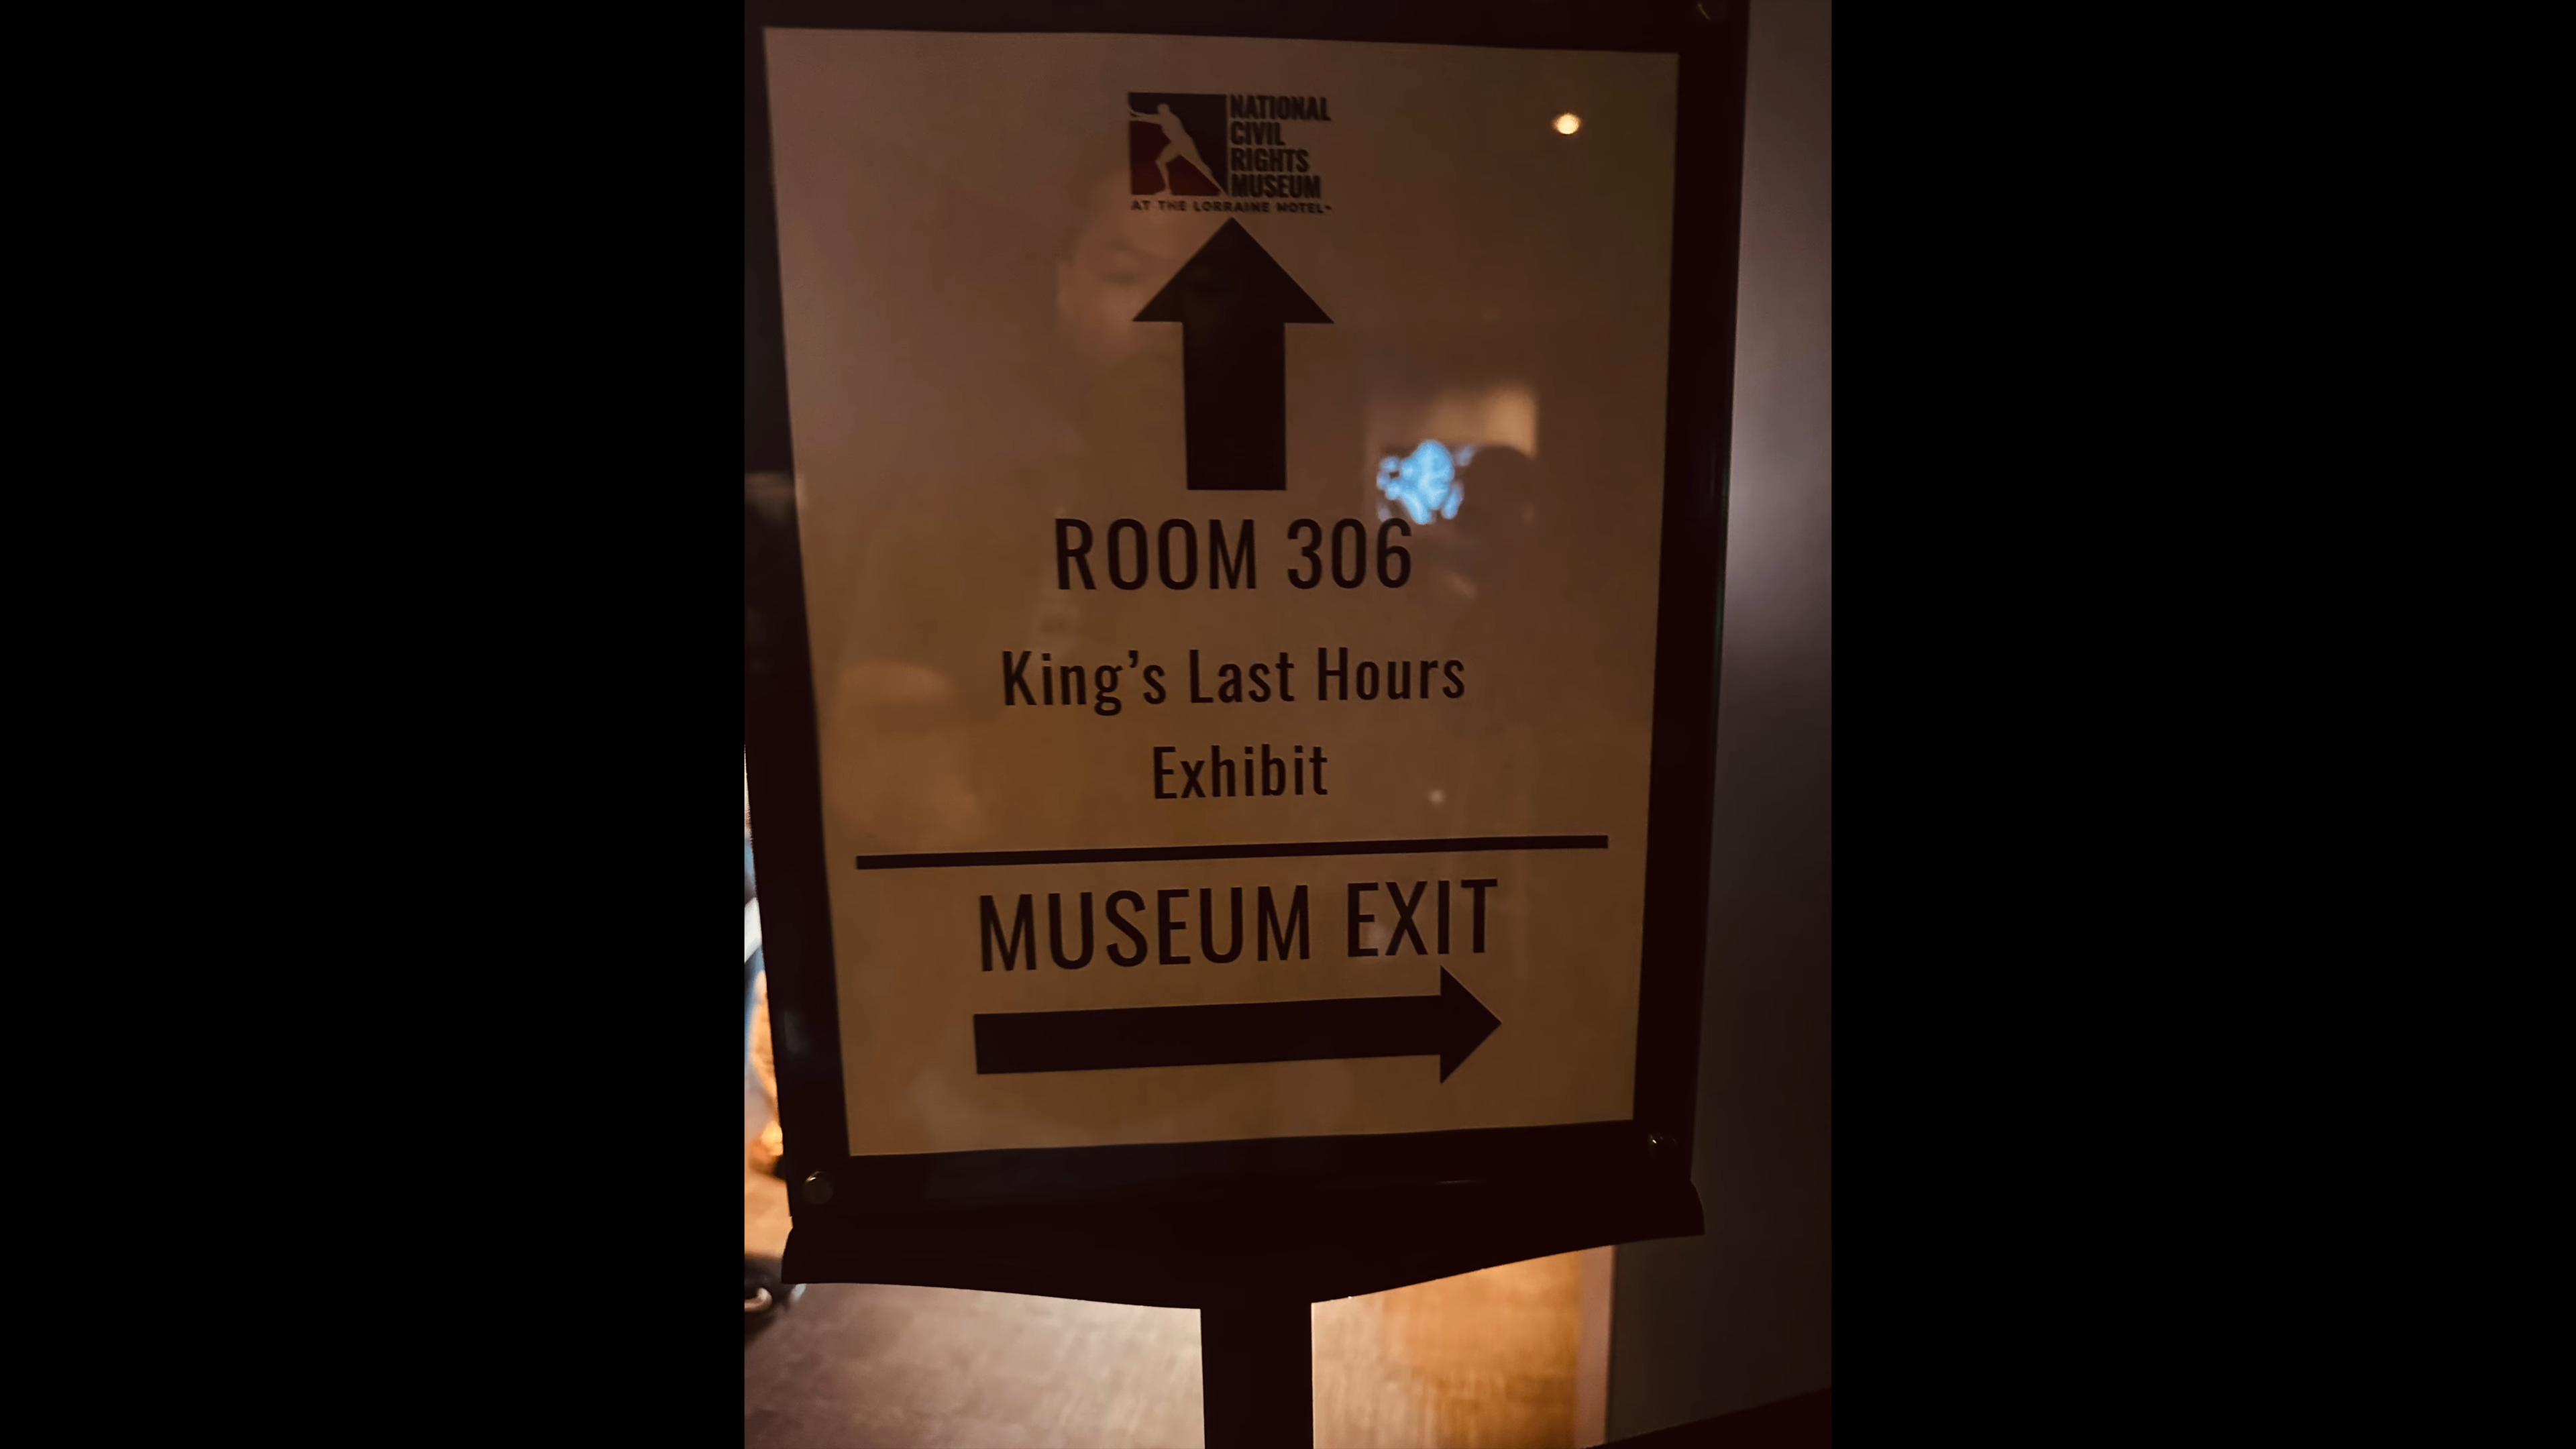 NATIONAL
CIVIL
RIGHTS
MUSEUM
AT THE LORRAINE MOTEL
ROOM 306
King's Last Hours
Exhibit
MUSEUM EXIT